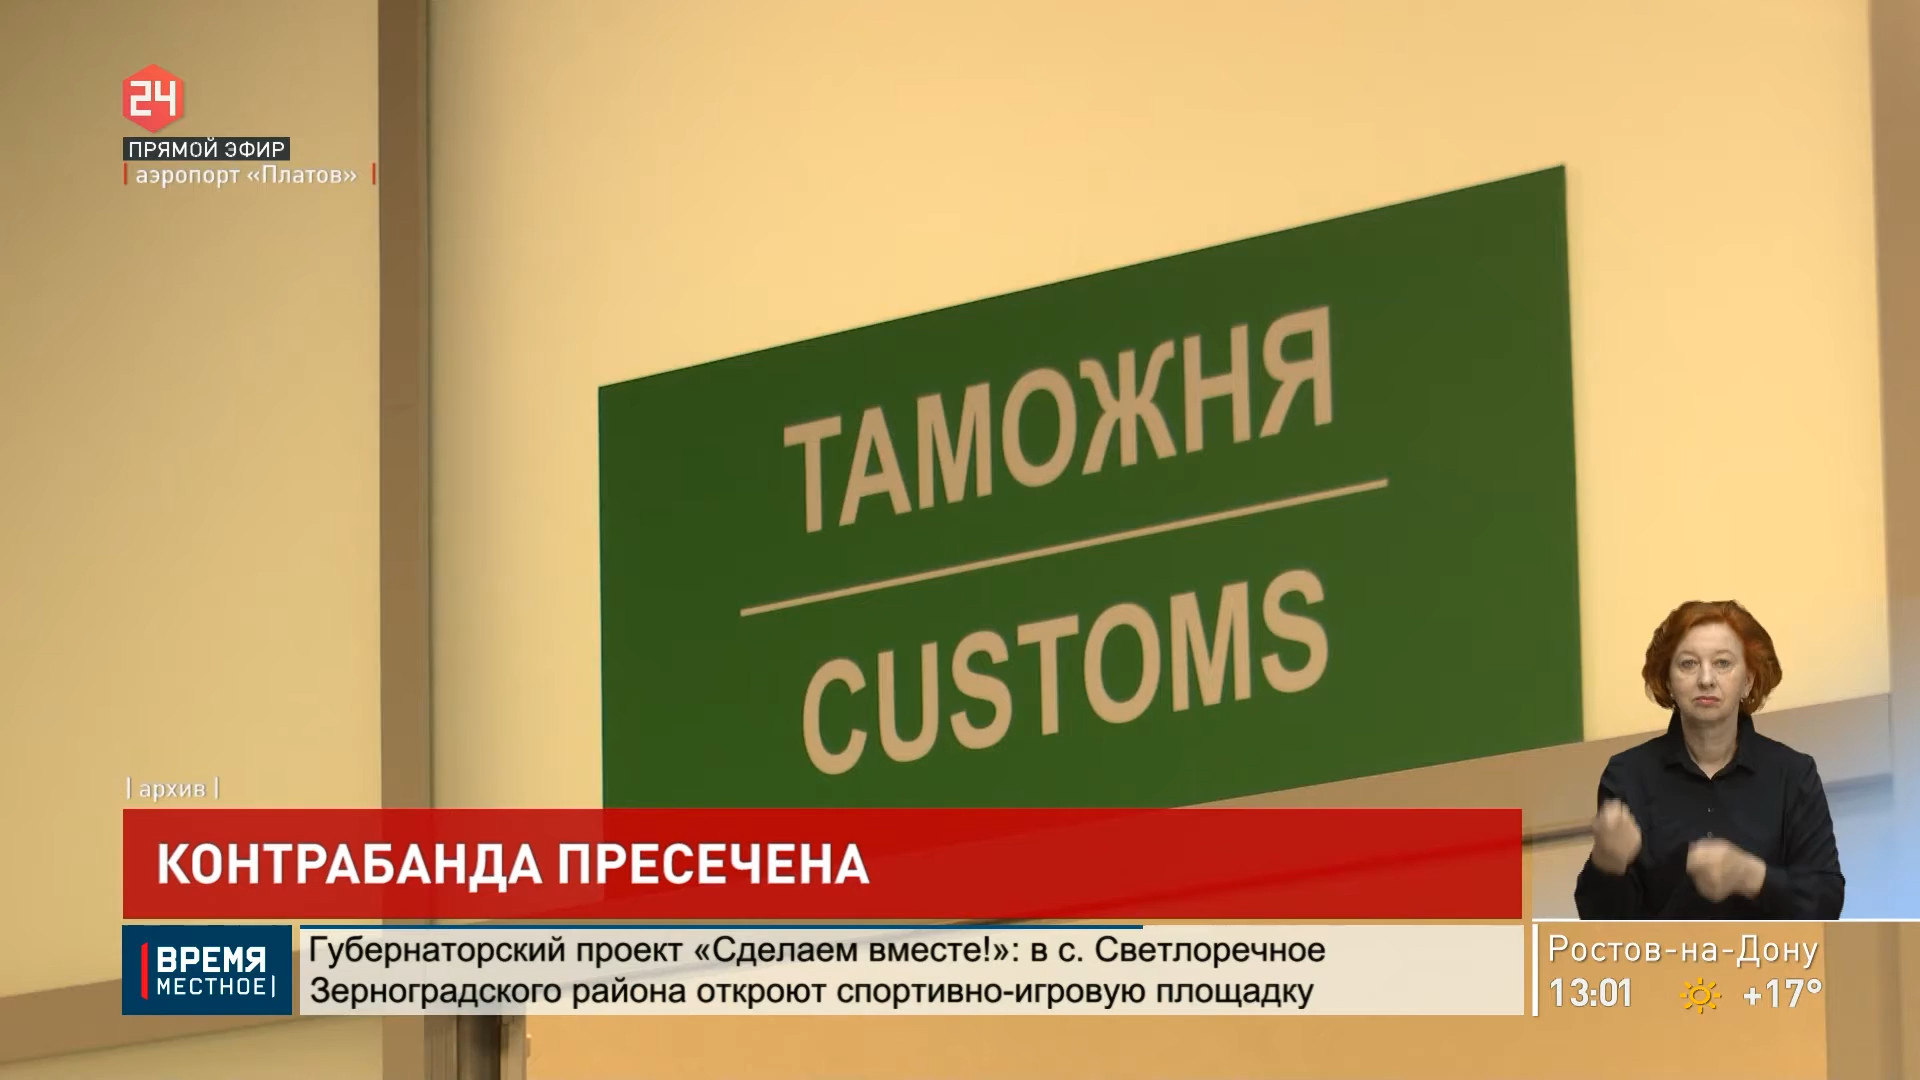 24
ПРЯМОЙ ЭФИР
| аэропорт «Платов» |
ТАМОЖНЯ
CUSTOMS
| архив |
КОНТРАБАНДА ПРЕСЕЧЕНА
ВРЕМЯ
МЕСТНОЕ|
Губернаторский проект «Сделаем вместе!»: в с. Светлоречное
Зерноградского района откроют спортивно-игровую площадку
Ростов-на-Дону
13:01 +17°